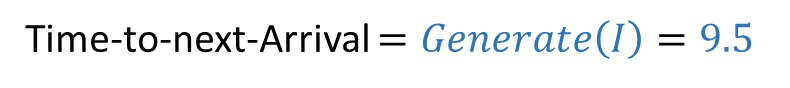 Time-to-next-Arrival = Generate(I) = 9.5